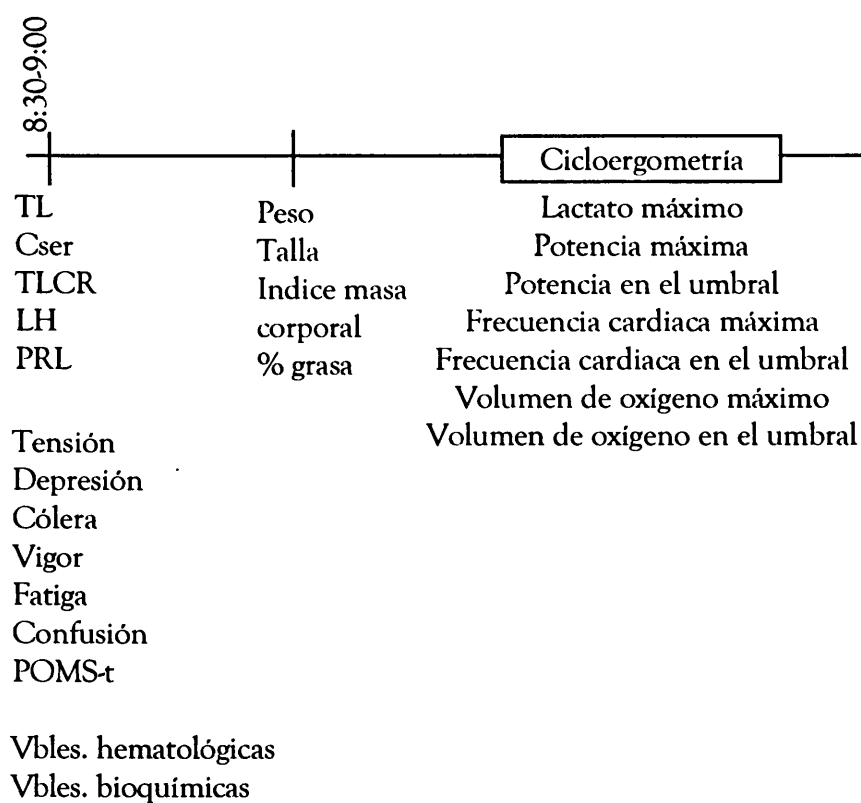 8:30-9:00
Cicloergometría
TL
Cser
TLCR
LH
PRL
Tensión
Depresión
Cólera
Vigor
Fatiga
Confusión
POMS-t
Vbles. hematológicas
Vbles. bioquímicas
Peso
Talla
Indice masa
corporal
% grasa
Lactato máximo
Potencia máxima
Potencia en el umbral
Frecuencia cardiaca máxima
Frecuencia cardiaca en el umbral
Volumen de oxígeno máximo
Volumen de oxígeno en el umbral